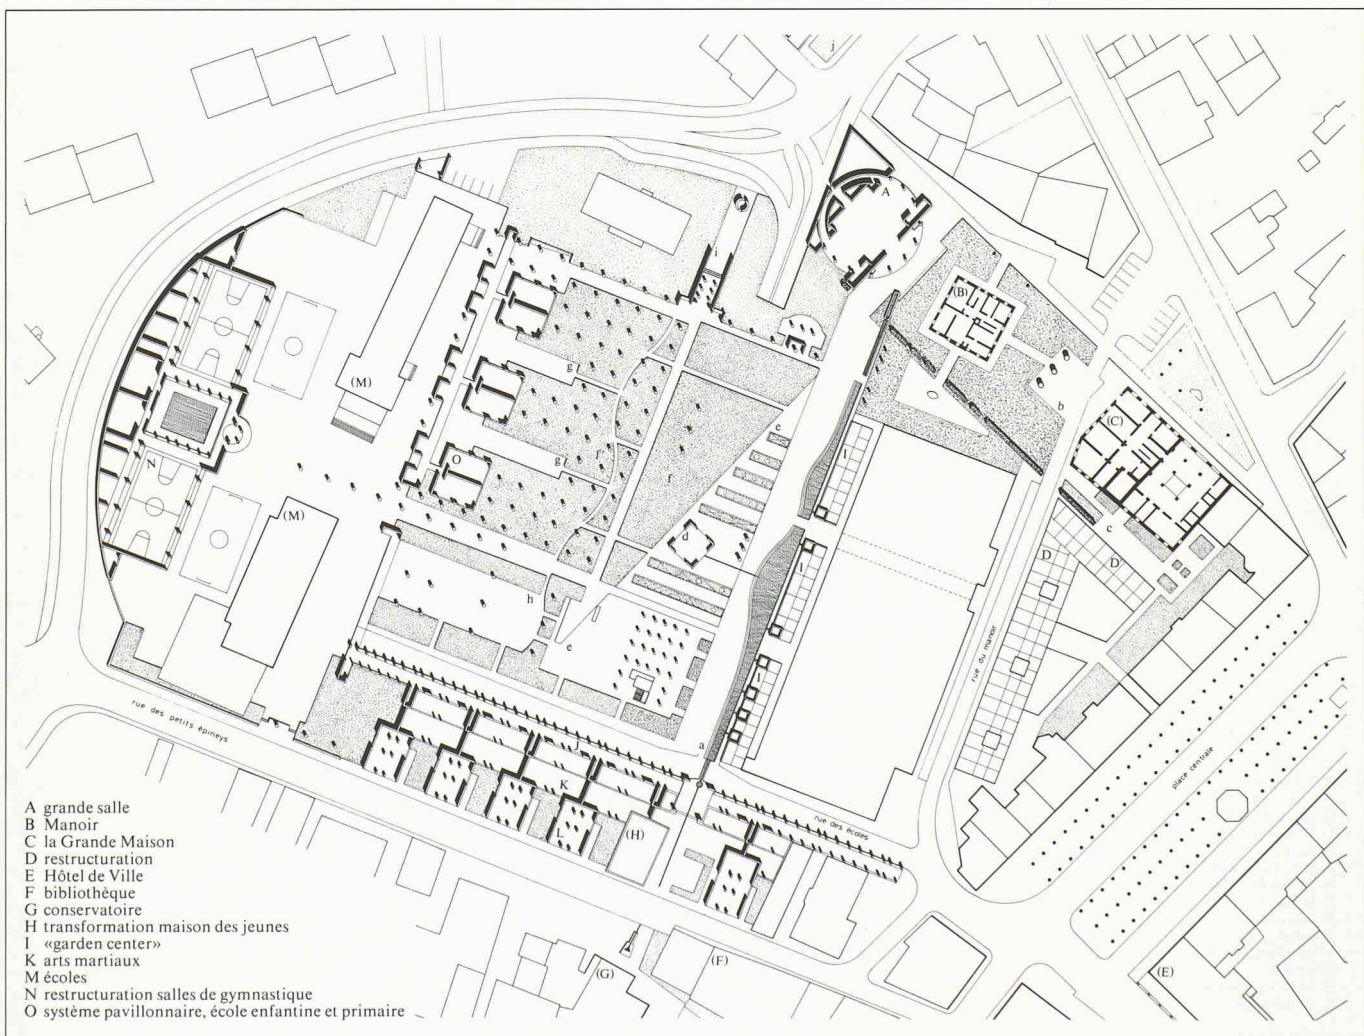 j
A
i
(B)
(M)
g
b
e
I
(C)
N
O
g
f
f
(M)
d
c
D
D'
I
h
e
I
rue du manoir
rue des petits épineys
a
J
place centrale
K
rue des écoles
L
(H)
(G)
(F)
(E)
A grande salle
B Manoir
C la Grande Maison
D restructuration
E Hôtel de Ville
F bibliothèque
G conservatoire
H transformation maison des jeunes
I «garden center»
K arts martiaux
M écoles
N restructuration salles de gymnastique
O système pavillonnaire, école enfantine et primaire